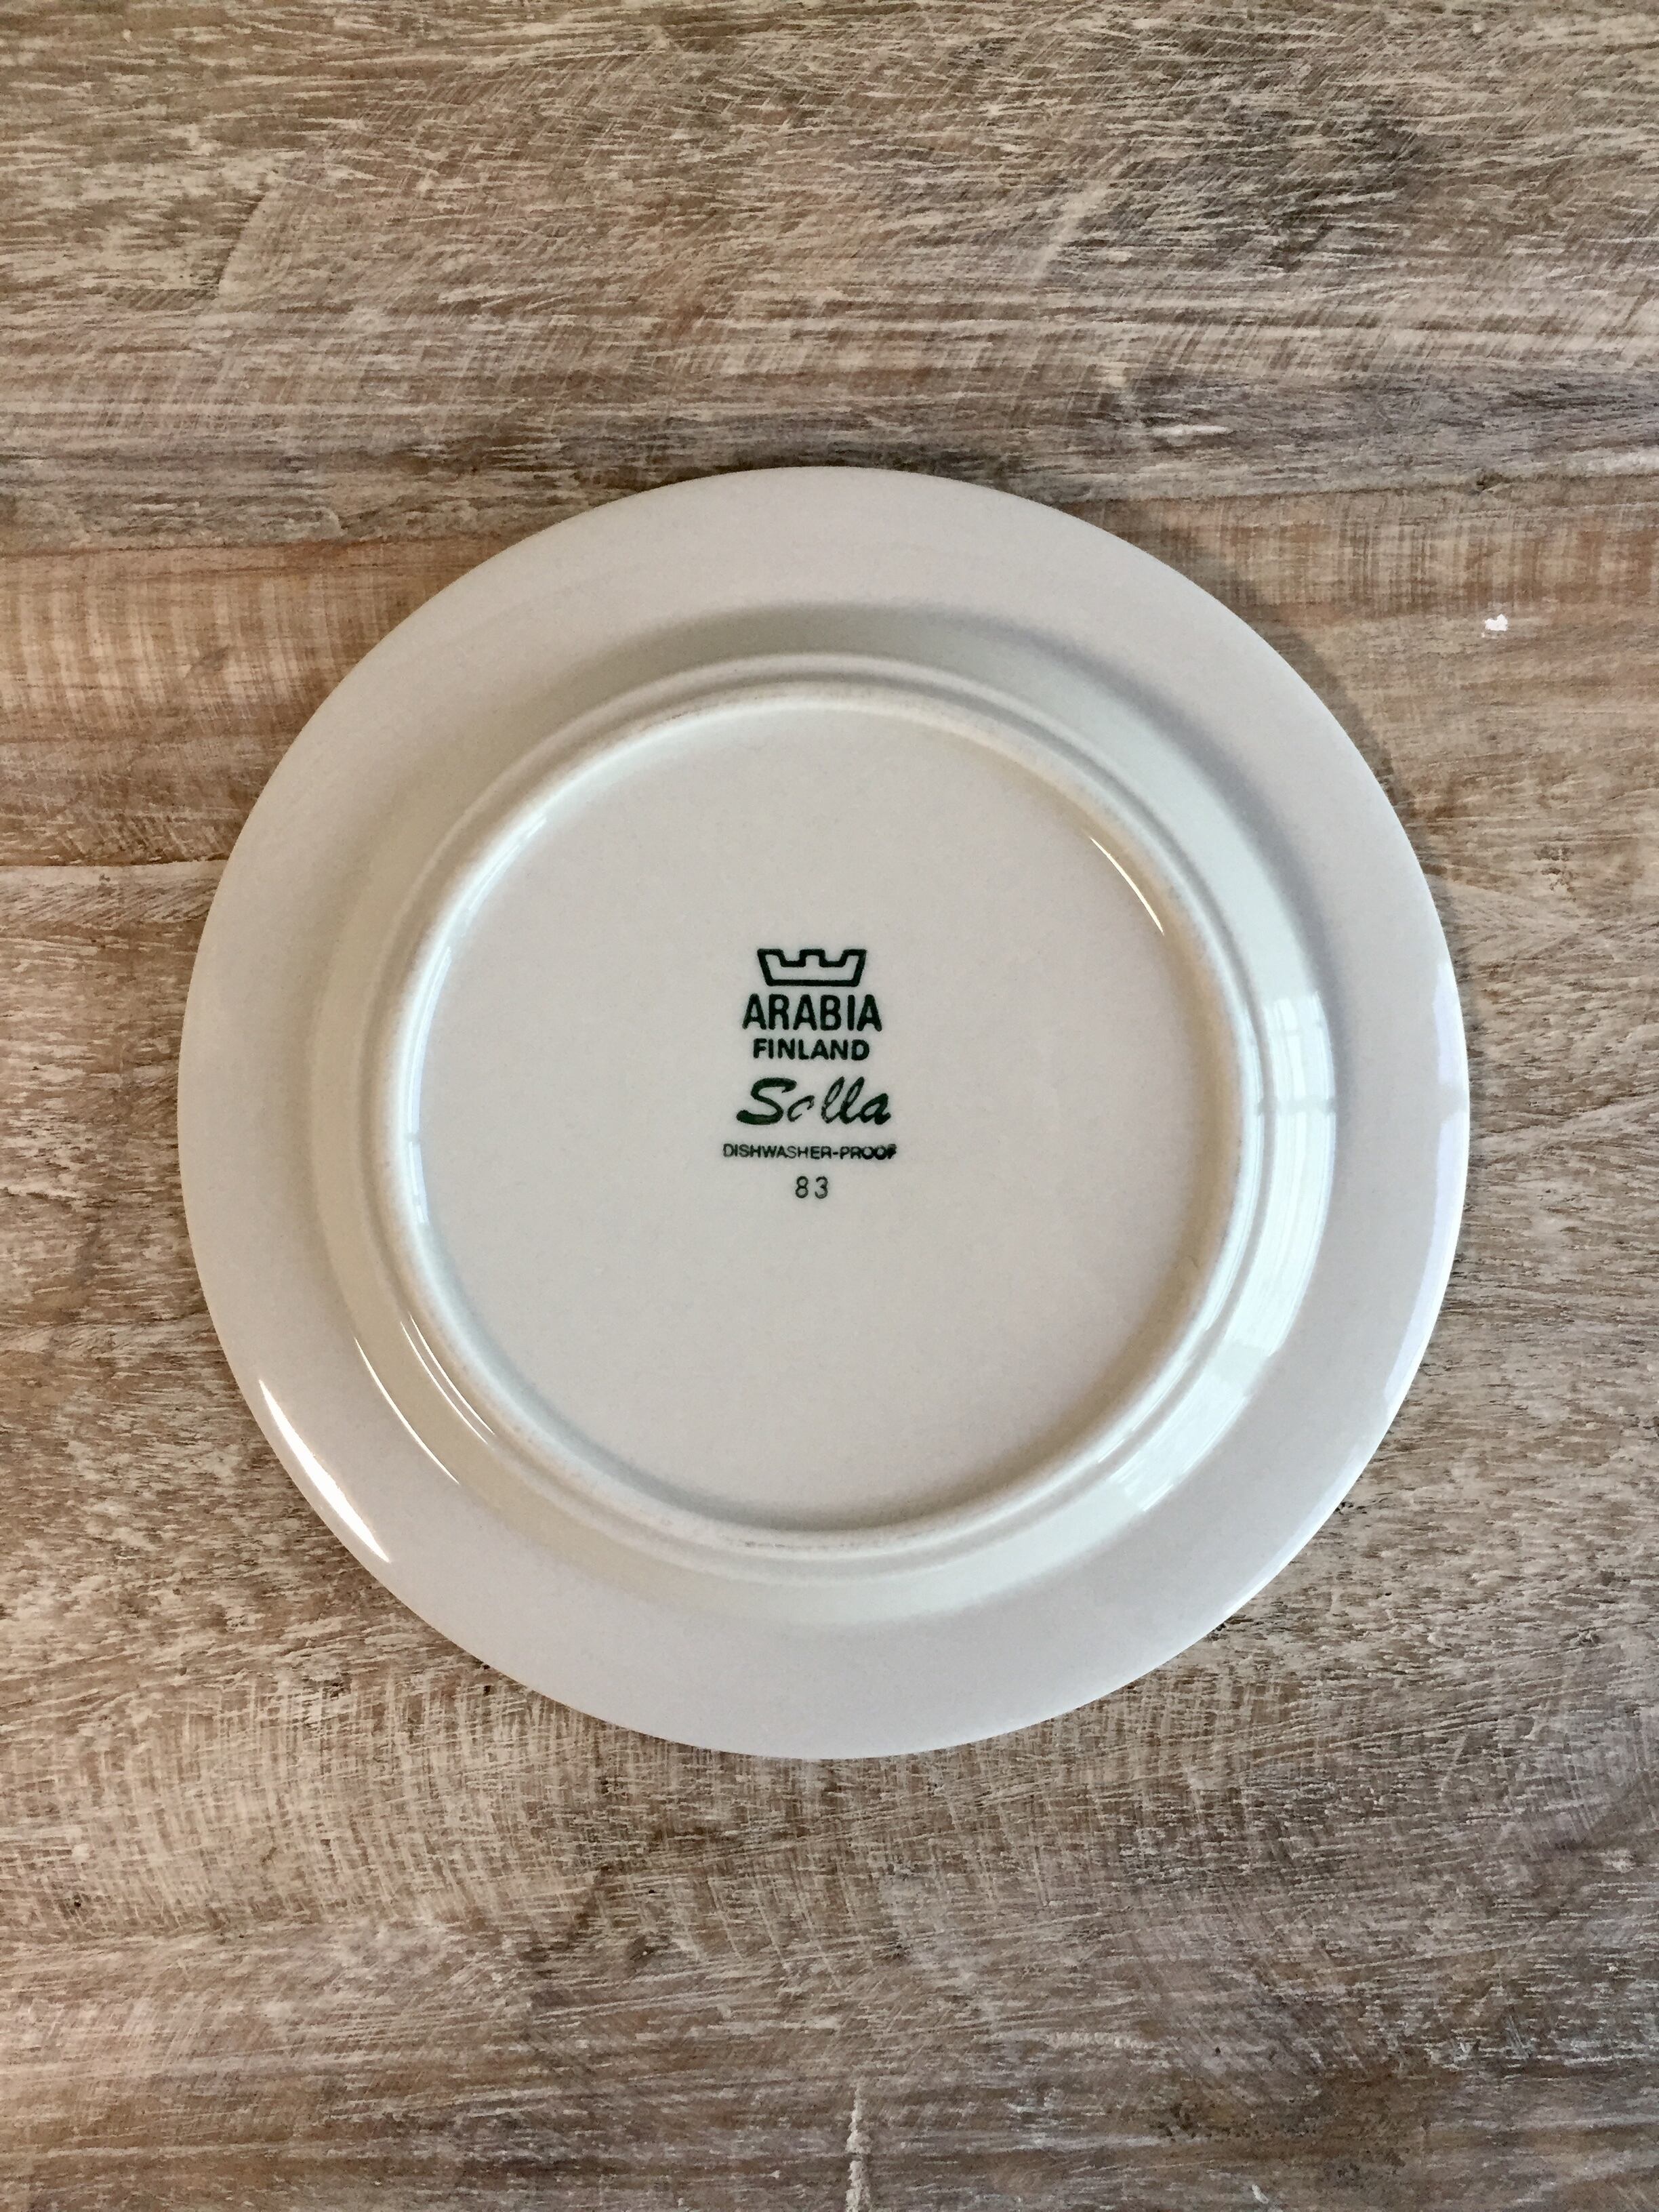 ARABIA
FINLAND
Solla
DISHWASHER-PROOF
83